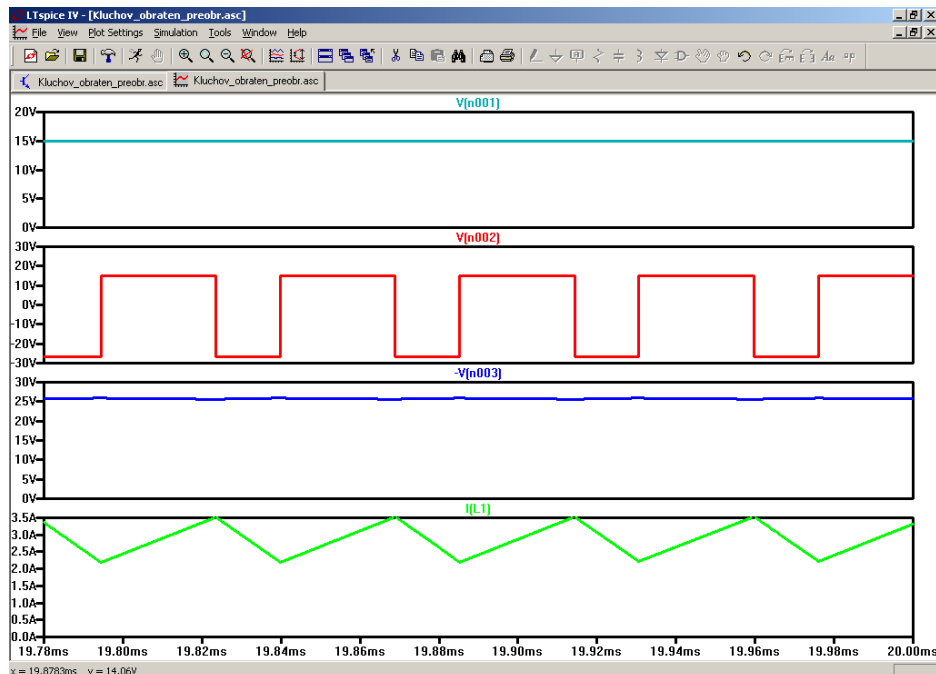 LTspice IV - [Kluchov_obraten_preobr.asc]
File View Plot Settings Simulation Tools Window Help
Kluchov_obraten_preobr.asc Kluchov_obraten_preobr.asc
V(n001)
20V
15V
10V
5V
0V
V(n002)
30V
20V
10V
0V
-10V
-20V
-30V
-V(n003)
30V
25V
20V
15V
10V
5V
0V
I(L1)
3.5A
3.0A
2.5A
2.0A
1.5A
1.0A
0.5A
0.0A
19.78ms 19.80ms 19.82ms 19.84ms 19.86ms 19.88ms 19.90ms 19.92ms 19.94ms 19.96ms 19.98ms 20.00ms
x = 19.8783ms y = 14.06V